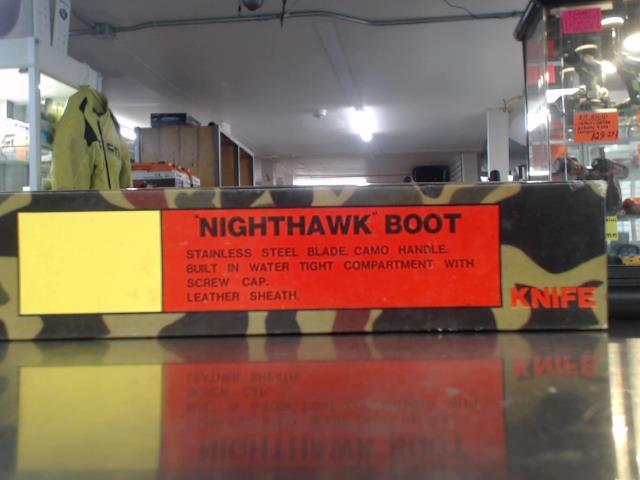 "NIGHTHAWK" BOOT
STAINLESS STEEL BLADE, CAMO HANDLE.
BUILT IN WATER TIGHT COMPARTMENT WITH
SCREW CAP.
LEATHER SHEATH.
KNIFE